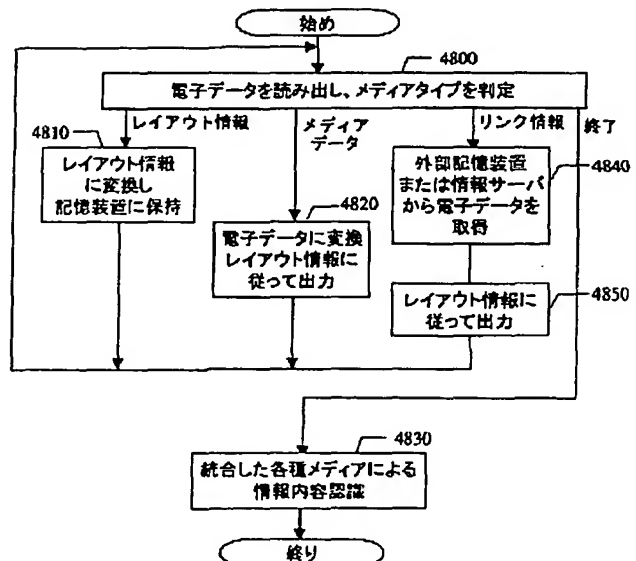 始め
4800
電子データを読み出し、メディアタイプを判定
4810
レイアウト情報
メディア
データ
リンク情報
終了
レイアウト情報
に変換し
記憶装置に保持
4820
電子データに変換
レイアウト情報に
従って出力
外部記憶装置
または情報サーバ
から電子データを
取得
4840
レイアウト情報に
従って出力
4850
4830
統合した各種メディアによる
情報内容認識
終り